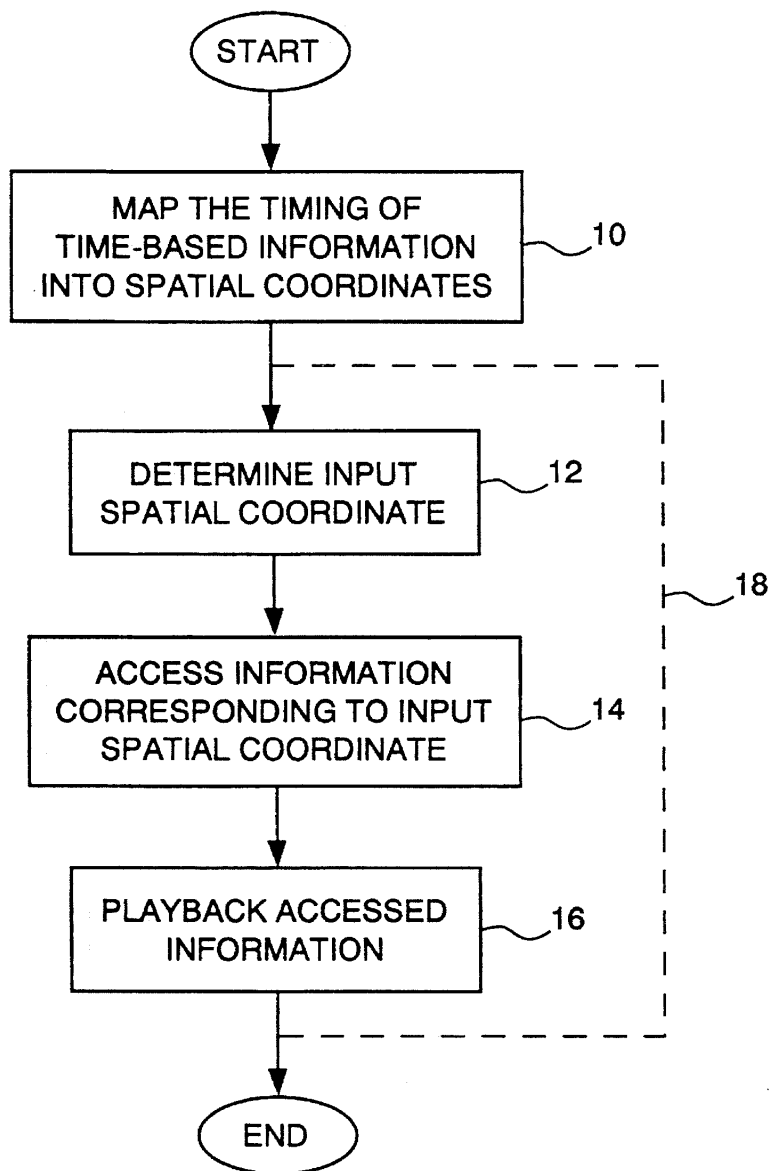 START
MAP THE TIMING OF
TIME-BASED INFORMATION
INTO SPATIAL COORDINATES
10
DETERMINE INPUT
SPATIAL COORDINATE
12
18
ACCESS INFORMATION
CORRESPONDING TO INPUT
SPATIAL COORDINATE
14
PLAYBACK ACCESSED
INFORMATION
16
END